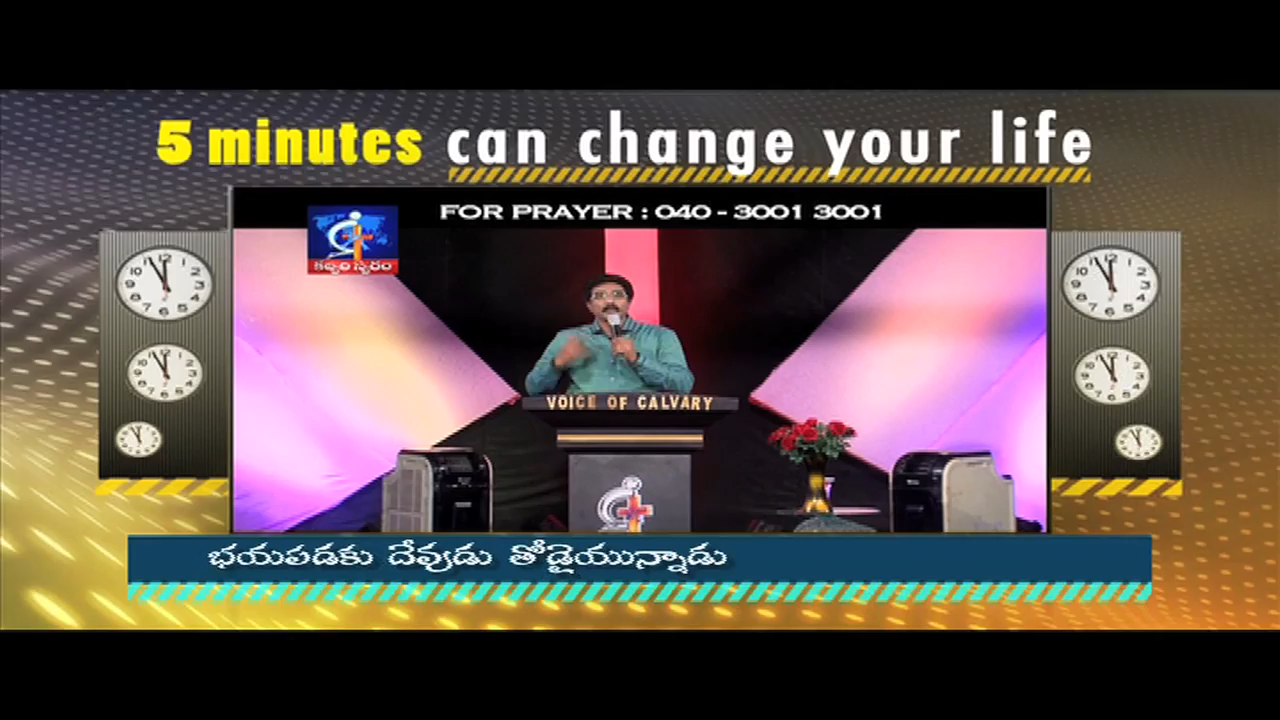 5 minutes can change your life
FOR PRAYER : 040 - 3001 3001
VOICE OF CALVARY
భయపడకు దేవుడు తోడైయున్నాడు